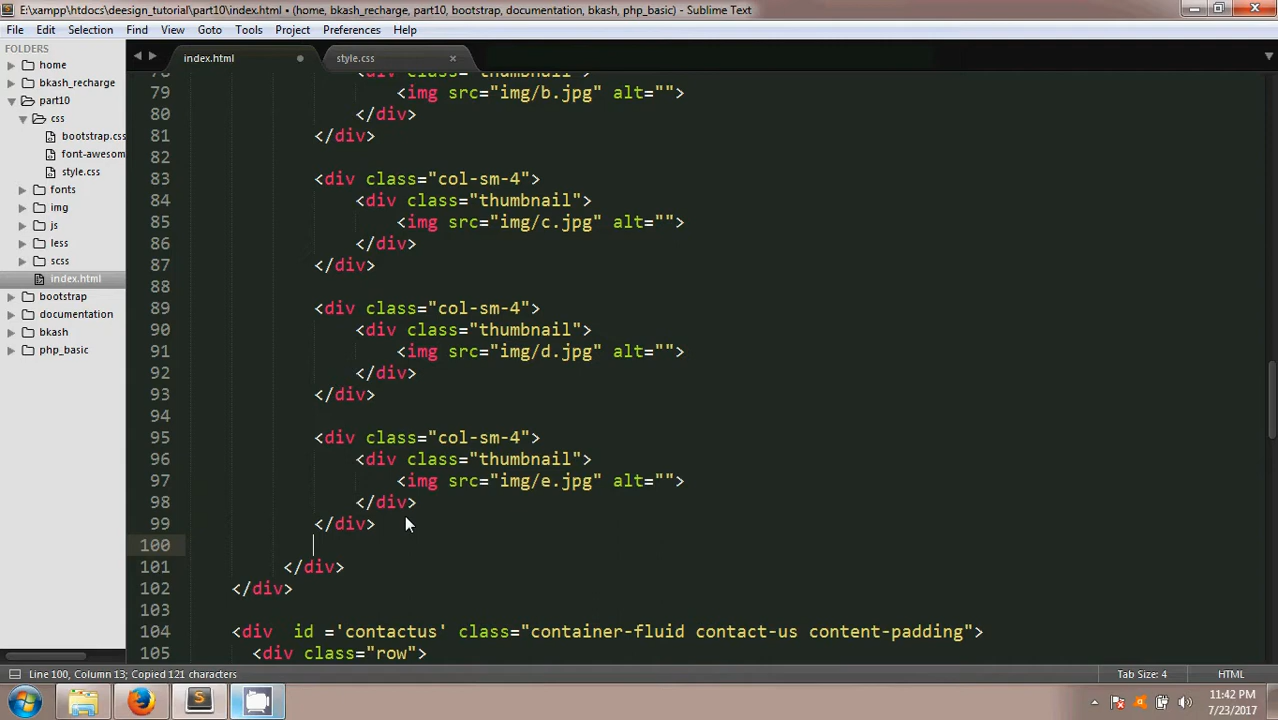 E:\xampp\htdocs\deesign_tutorial\part10\index.html • (home, bkash_recharge, part10, bootstrap, documentation, bkash, php_basic) - Sublime Text
File Edit Selection Find View Goto Tools Project Preferences Help
FOLDERS
home
bkash_recharge
part10
css
bootstrap.css
font-awesom
style.css
fonts
img
js
less
scss
index.html
bootstrap
documentation
bkash
php_basic
index.html
style.css
78 <div class="thumbnail">
79 <img src="img/b.jpg" alt="">
80 </div>
81 </div>
82
83 <div class="col-sm-4">
84 <div class="thumbnail">
85 <img src="img/c.jpg" alt="">
86 </div>
87 </div>
88
89 <div class="col-sm-4">
90 <div class="thumbnail">
91 <img src="img/d.jpg" alt="">
92 </div>
93 </div>
94
95 <div class="col-sm-4">
96 <div class="thumbnail">
97 <img src="img/e.jpg" alt="">
98 </div>
99 </div>
100
101 </div>
102 </div>
103
104 <div id ='contactus' class="container-fluid contact-us content-padding">
105 <div class="row">
Line 100, Column 13; Copied 121 characters
Tab Size: 4
HTML
11:42 PM
7/23/2017